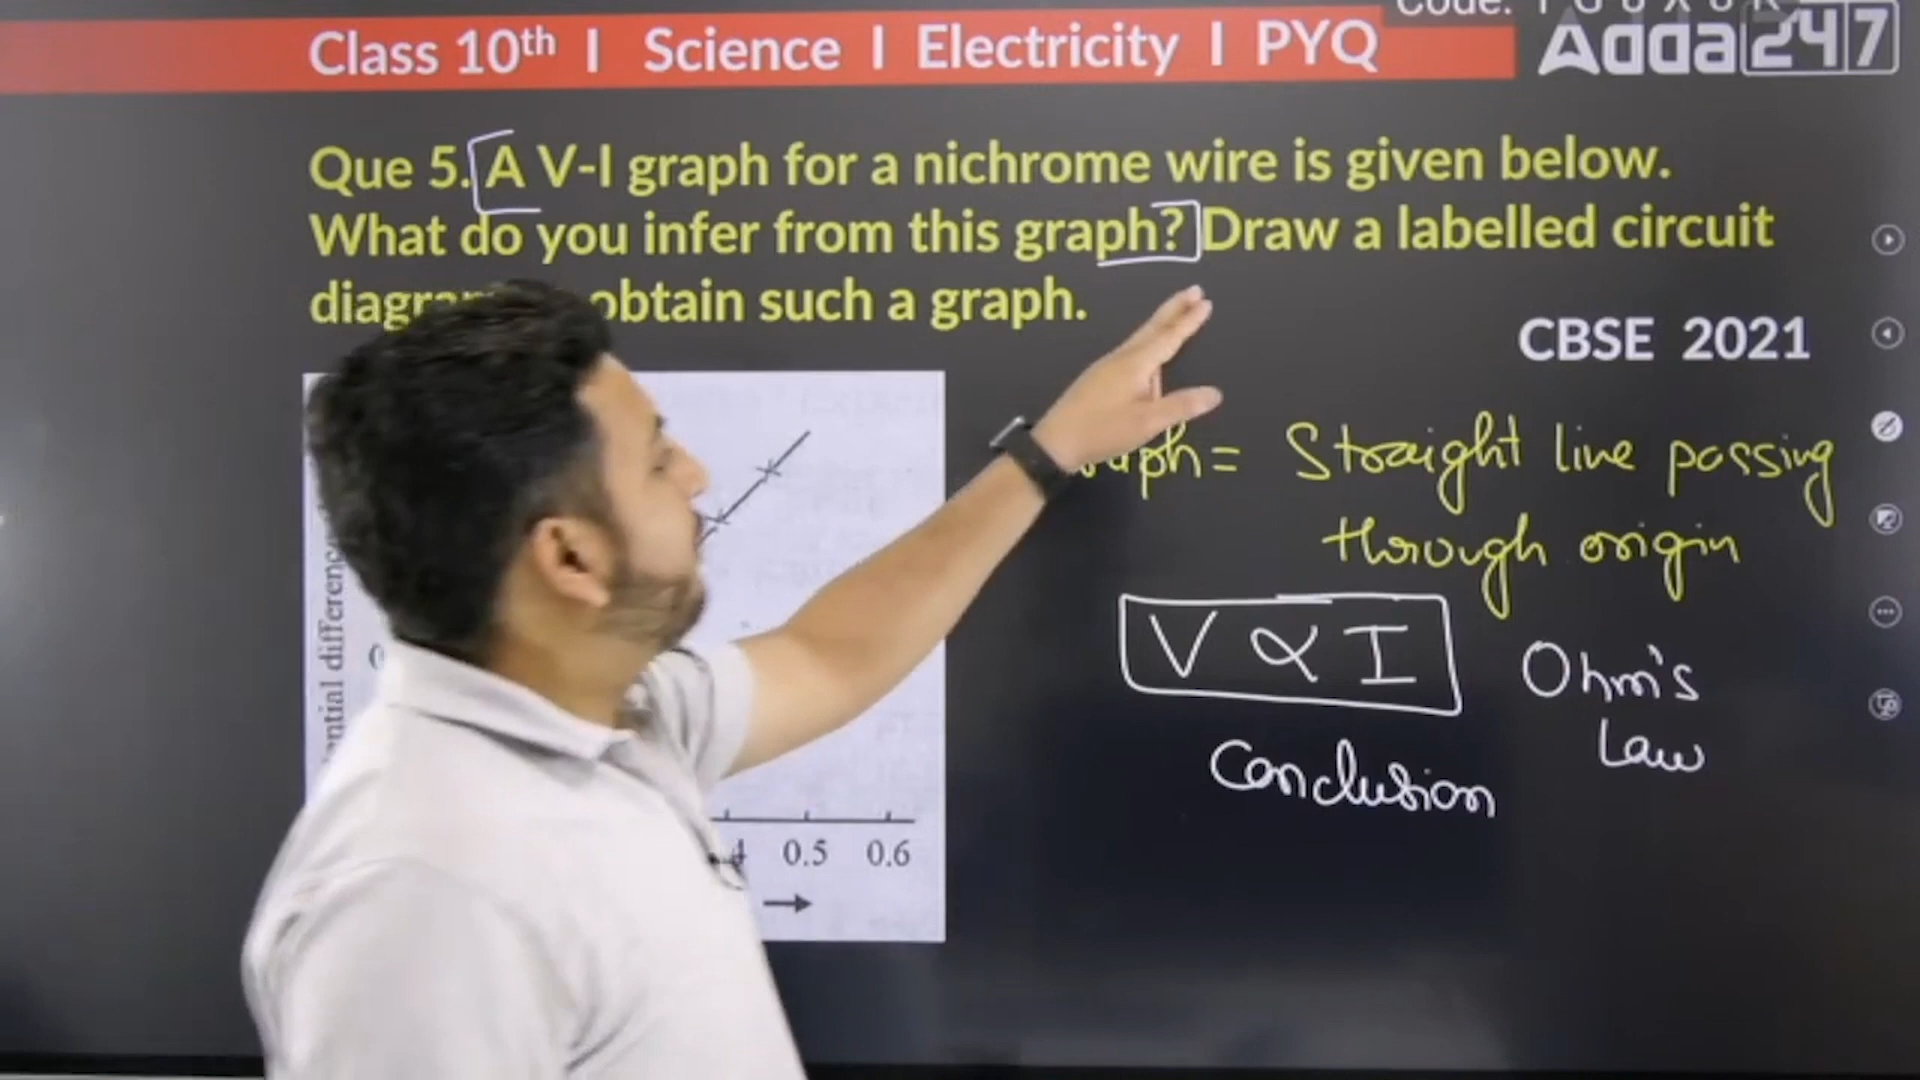 Class 10th | Science | Electricity | PYQ
Code:
Adda247
Que 5. A V-I graph for a nichrome wire is given below.
What do you infer from this graph? Draw a labelled circuit
obtain such a graph.
CBSE 2021
= Straight line passing
through origin
V ∝ I
Ohm's
Law
Conclusion
0.5 0.6